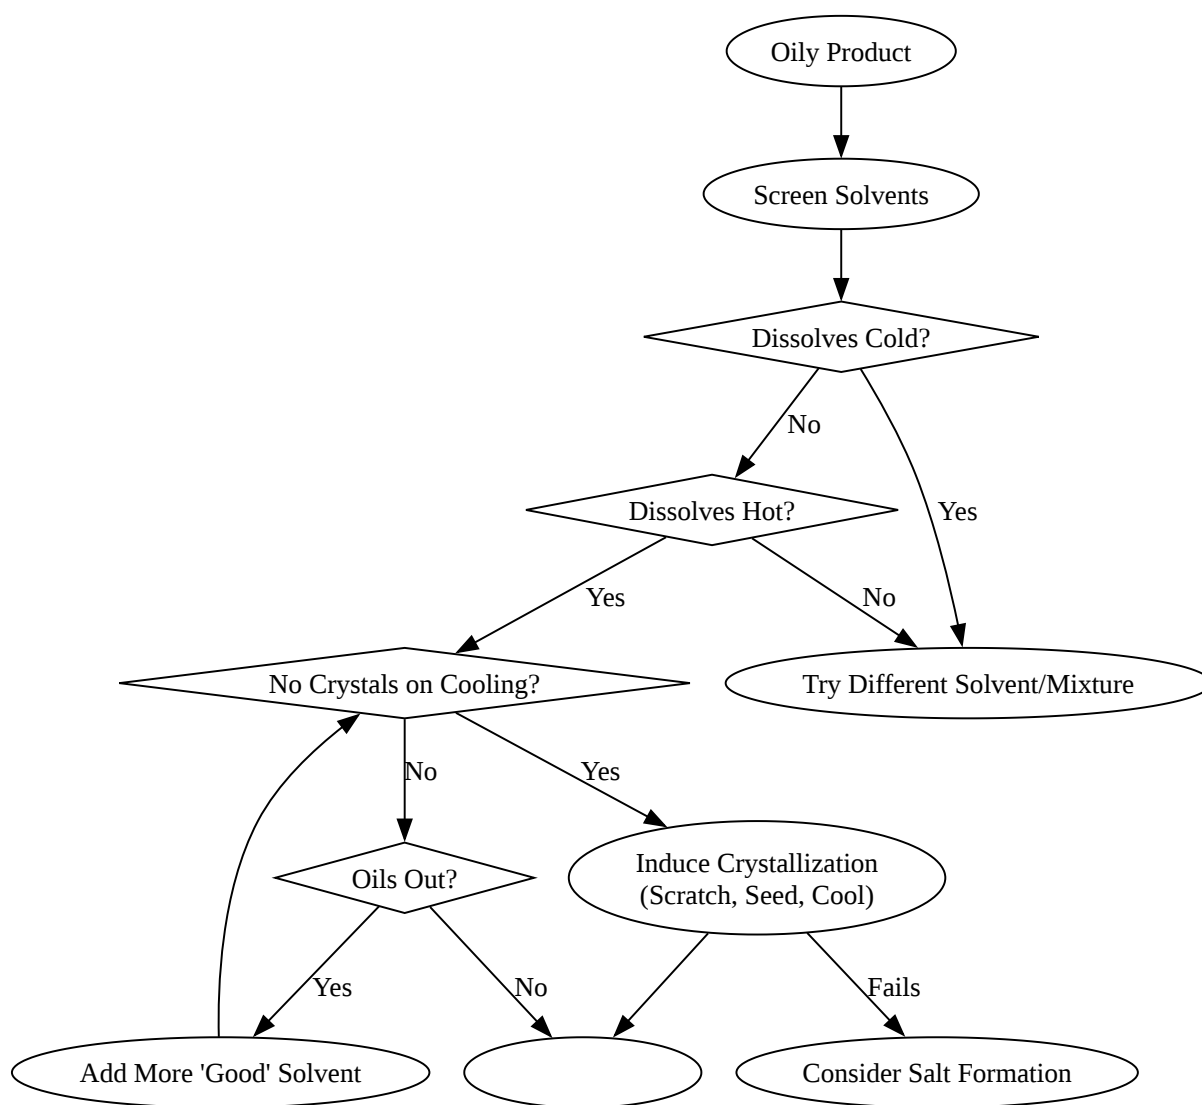 Oily Product
Screen Solvents
Dissolves Cold?
No
Dissolves Hot?
Yes
Yes
No
No Crystals on Cooling?
Try Different Solvent/Mixture
No
Yes
Oils Out?
Induce Crystallization
(Scratch, Seed, Cool)
Yes
No
Fails
Add More 'Good' Solvent
Consider Salt Formation